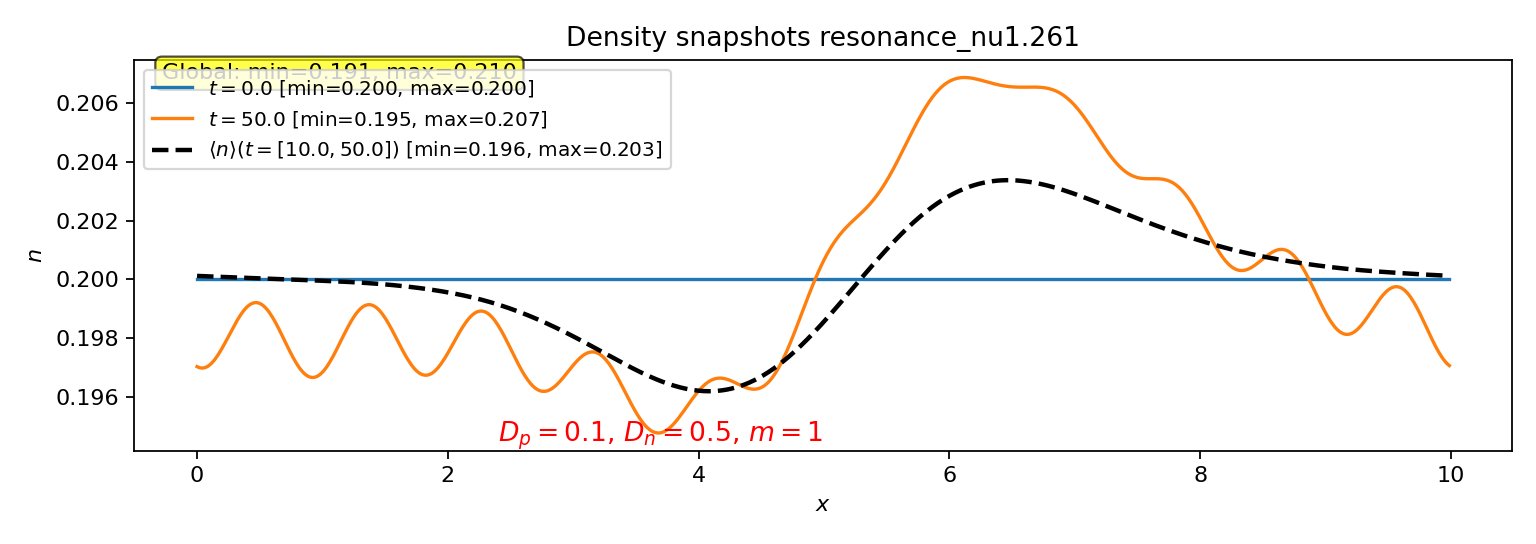 Density snapshots resonance_nu1.261
Global: min=0.191, max=0.210
t = 0.0 [min=0.200, max=0.200]
t = 50.0 [min=0.195, max=0.207]
⟨n⟩(t = [10.0, 50.0]) [min=0.196, max=0.203]
0.206
0.204
0.202
0.200
0.198
0.196
n
D_p = 0.1, D_n = 0.5, m = 1
0 2 4 6 8 10
x